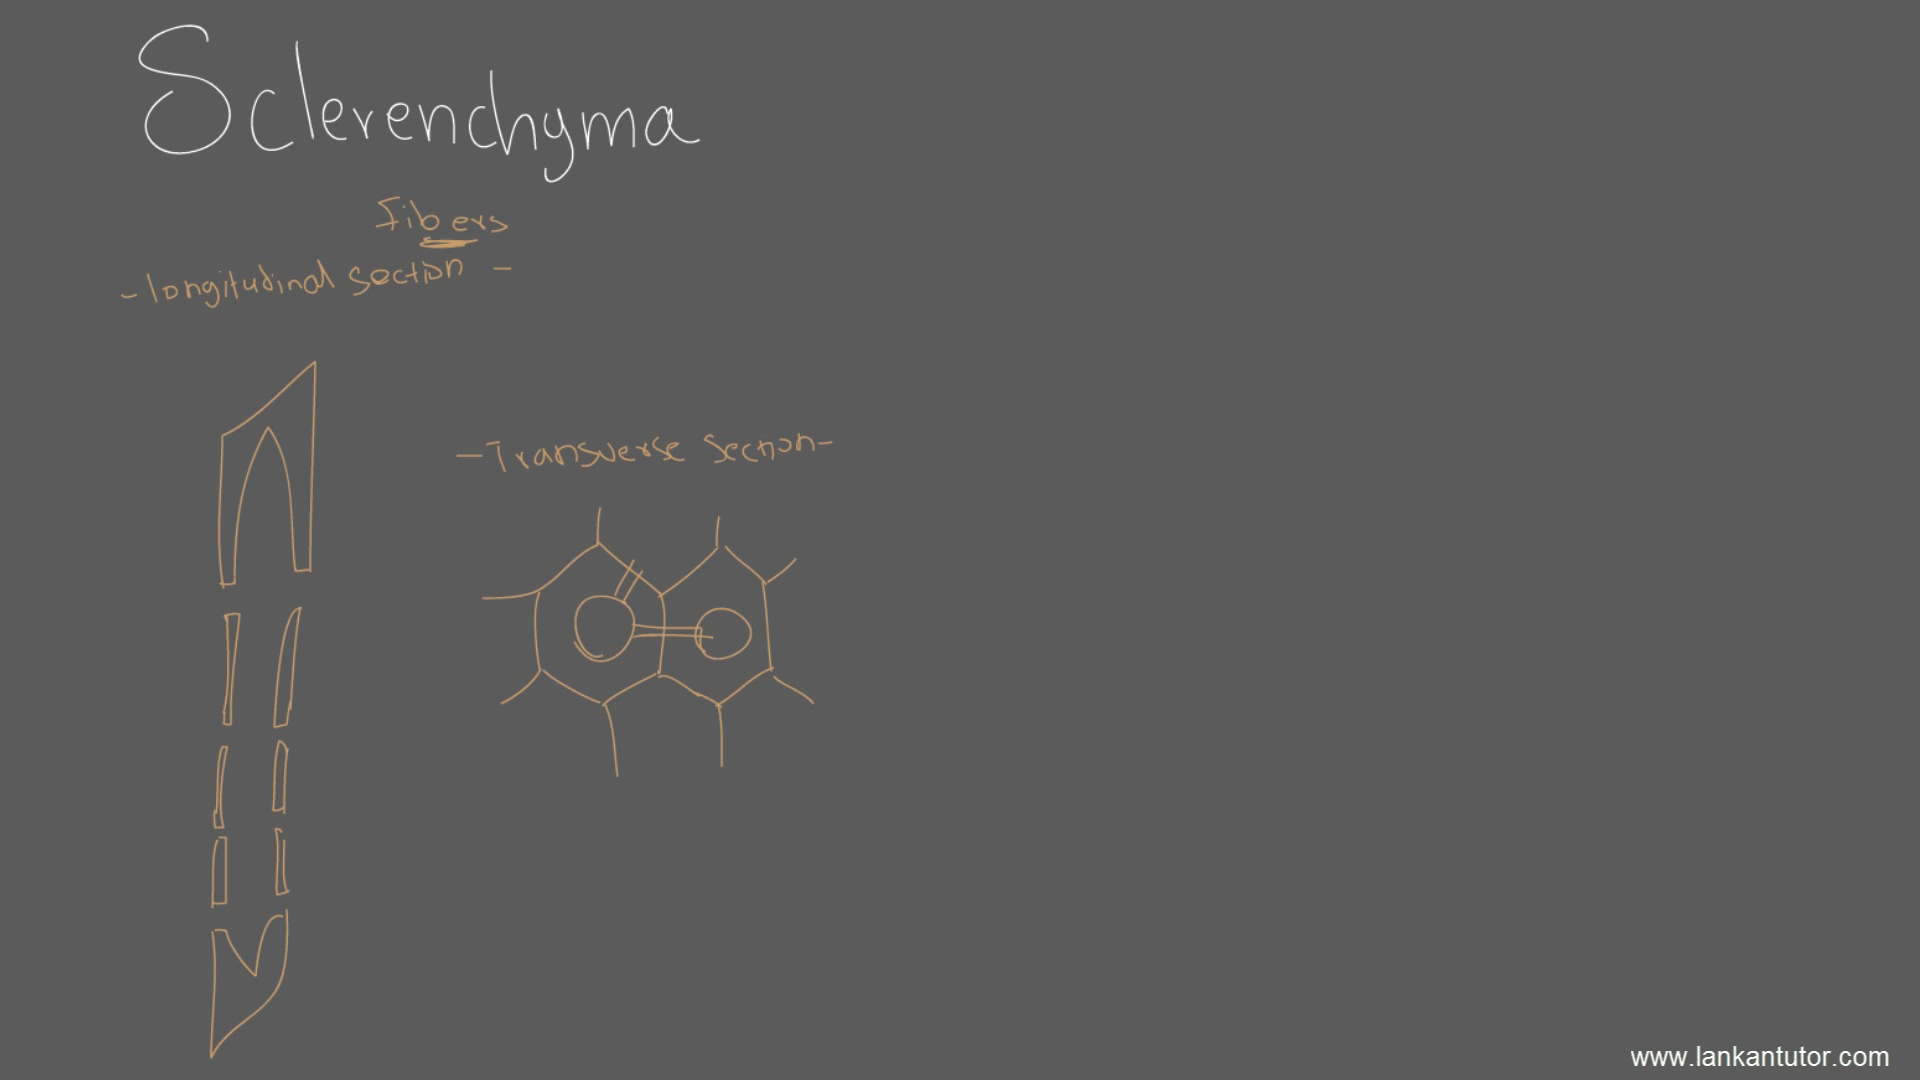 Sclerenchyma
Fibers
- longitudinal section -
- Transverse section -
www.lankantutor.com